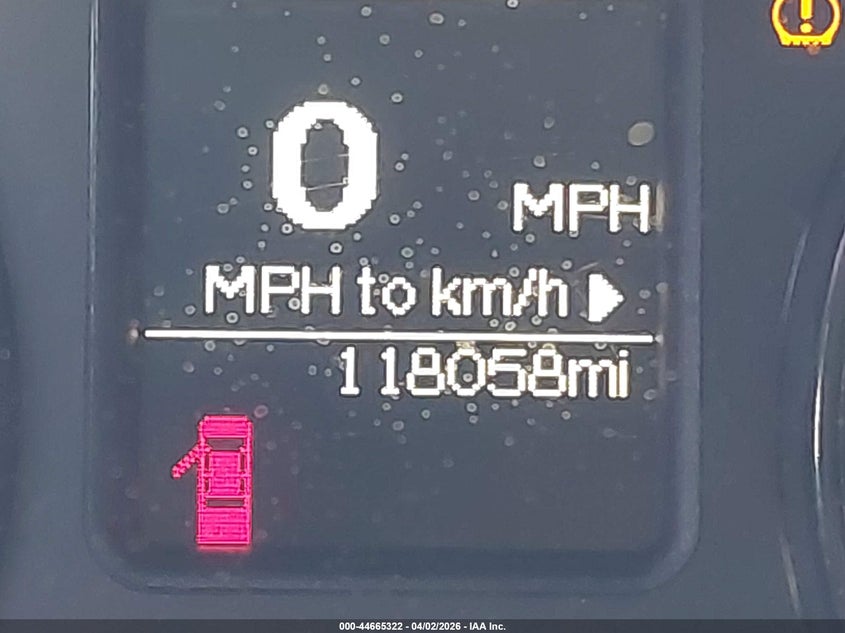 0 MPH
MPH to km/h ▶
118058mi
000-44665322 - 04/02/2026 - IAA Inc.